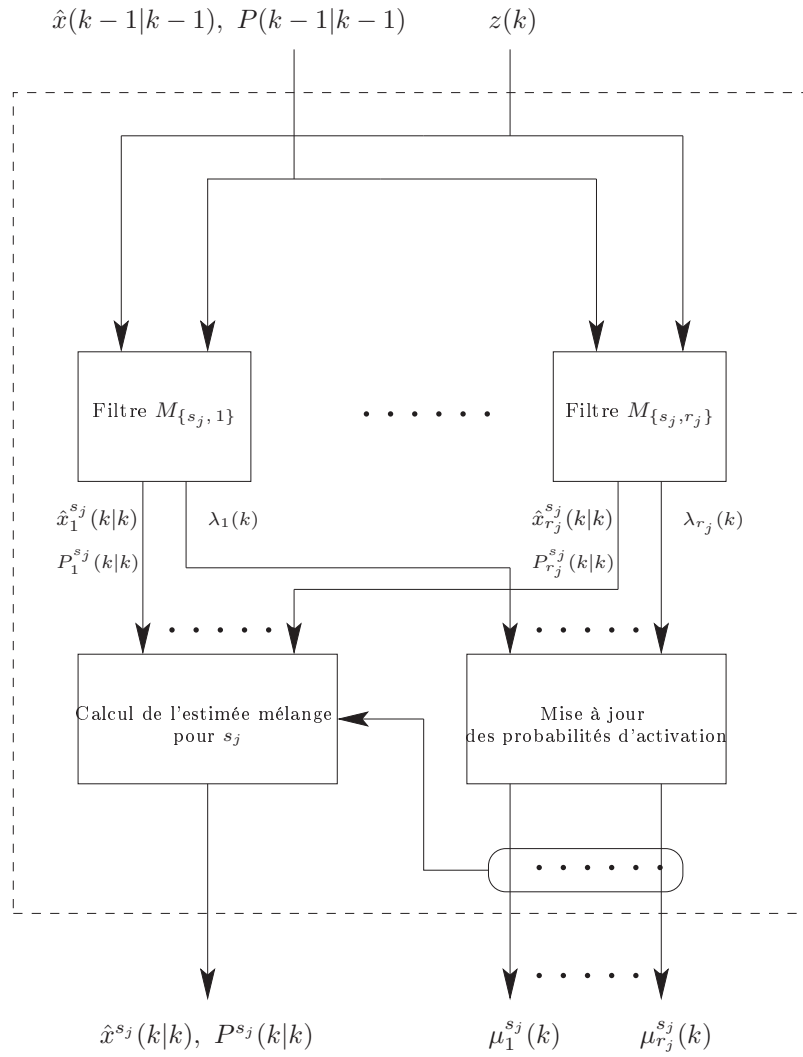 x̂(k − 1|k − 1), P(k − 1|k − 1) z(k)
Filtre M_{s_j, 1}
Filtre M_{s_j,r_j}
x̂_1^{s_j}(k|k)
λ_1(k)
P_1^{s_j}(k|k)
x̂_{r_j}^{s_j}(k|k)
λ_{r_j}(k)
P_{r_j}^{s_j}(k|k)
Calcul de l'estimée mélange
pour s_j
Mise à jour
des probabilités d'activation
x̂^{s_j}(k|k), P^{s_j}(k|k)
μ_1^{s_j}(k)
μ_{r_j}^{s_j}(k)